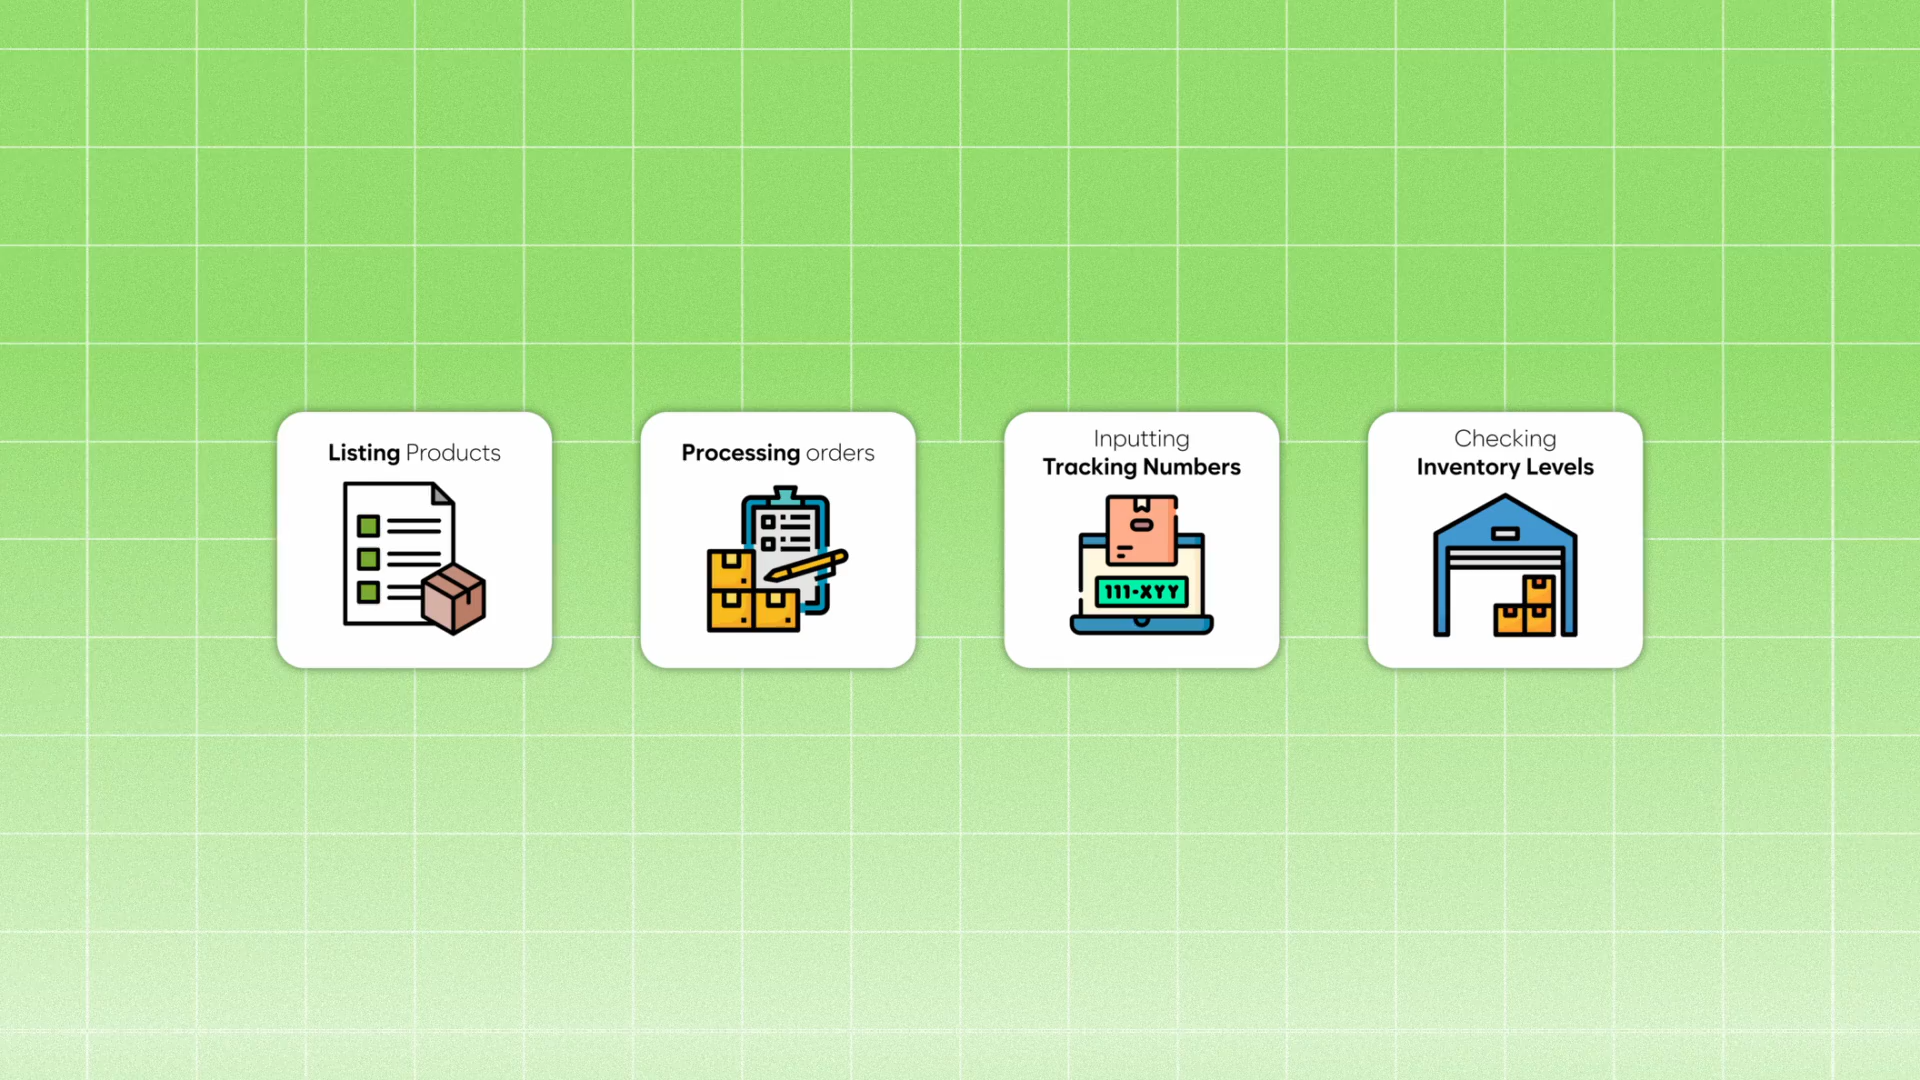 Listing Products
Processing orders
Inputting
Tracking Numbers
111-XYY
Checking
Inventory Levels